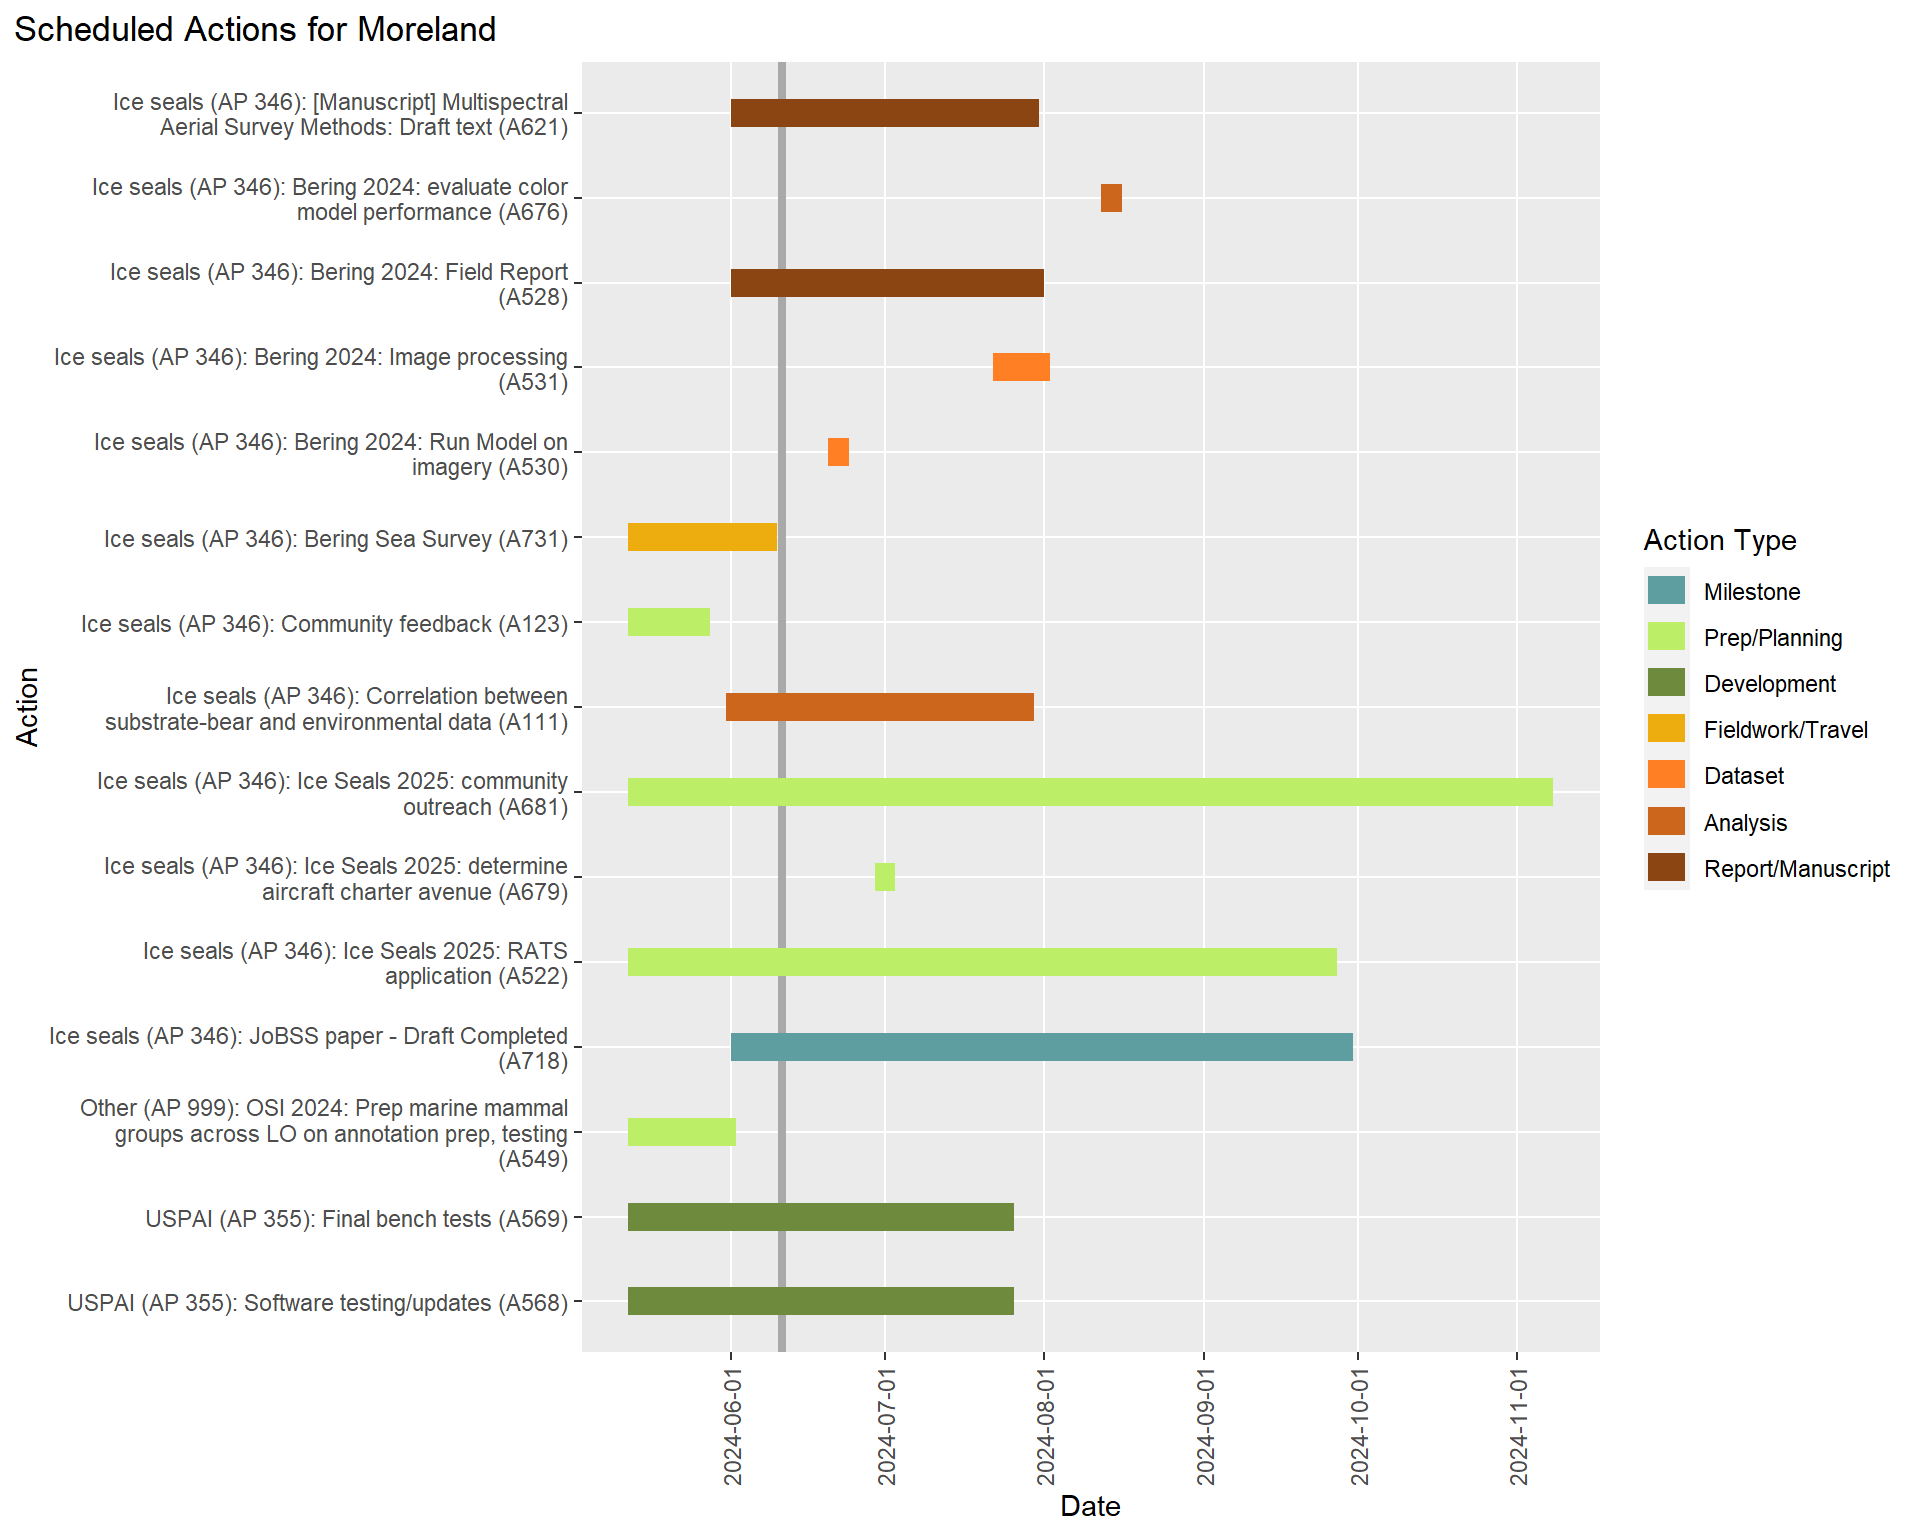 Scheduled Actions for Moreland
Ice seals (AP 346): [Manuscript] Multispectral
Aerial Survey Methods: Draft text (A621)
Ice seals (AP 346): Bering 2024: evaluate color
model performance (A676)
Ice seals (AP 346): Bering 2024: Field Report
(A528)
Ice seals (AP 346): Bering 2024: Image processing
(A531)
Ice seals (AP 346): Bering 2024: Run Model on
imagery (A530)
Ice seals (AP 346): Bering Sea Survey (A731)
Ice seals (AP 346): Community feedback (A123)
Ice seals (AP 346): Correlation between
substrate-bear and environmental data (A111)
Ice seals (AP 346): Ice Seals 2025: community
outreach (A681)
Ice seals (AP 346): Ice Seals 2025: determine
aircraft charter avenue (A679)
Ice seals (AP 346): Ice Seals 2025: RATS
application (A522)
Ice seals (AP 346): JoBSS paper - Draft Completed
(A718)
Other (AP 999): OSI 2024: Prep marine mammal
groups across LO on annotation prep, testing
(A549)
USPAI (AP 355): Final bench tests (A569)
USPAI (AP 355): Software testing/updates (A568)
Action
2024-06-01
2024-07-01
2024-08-01
2024-09-01
2024-10-01
2024-11-01
Date
Action Type
Milestone
Prep/Planning
Development
Fieldwork/Travel
Dataset
Analysis
Report/Manuscript